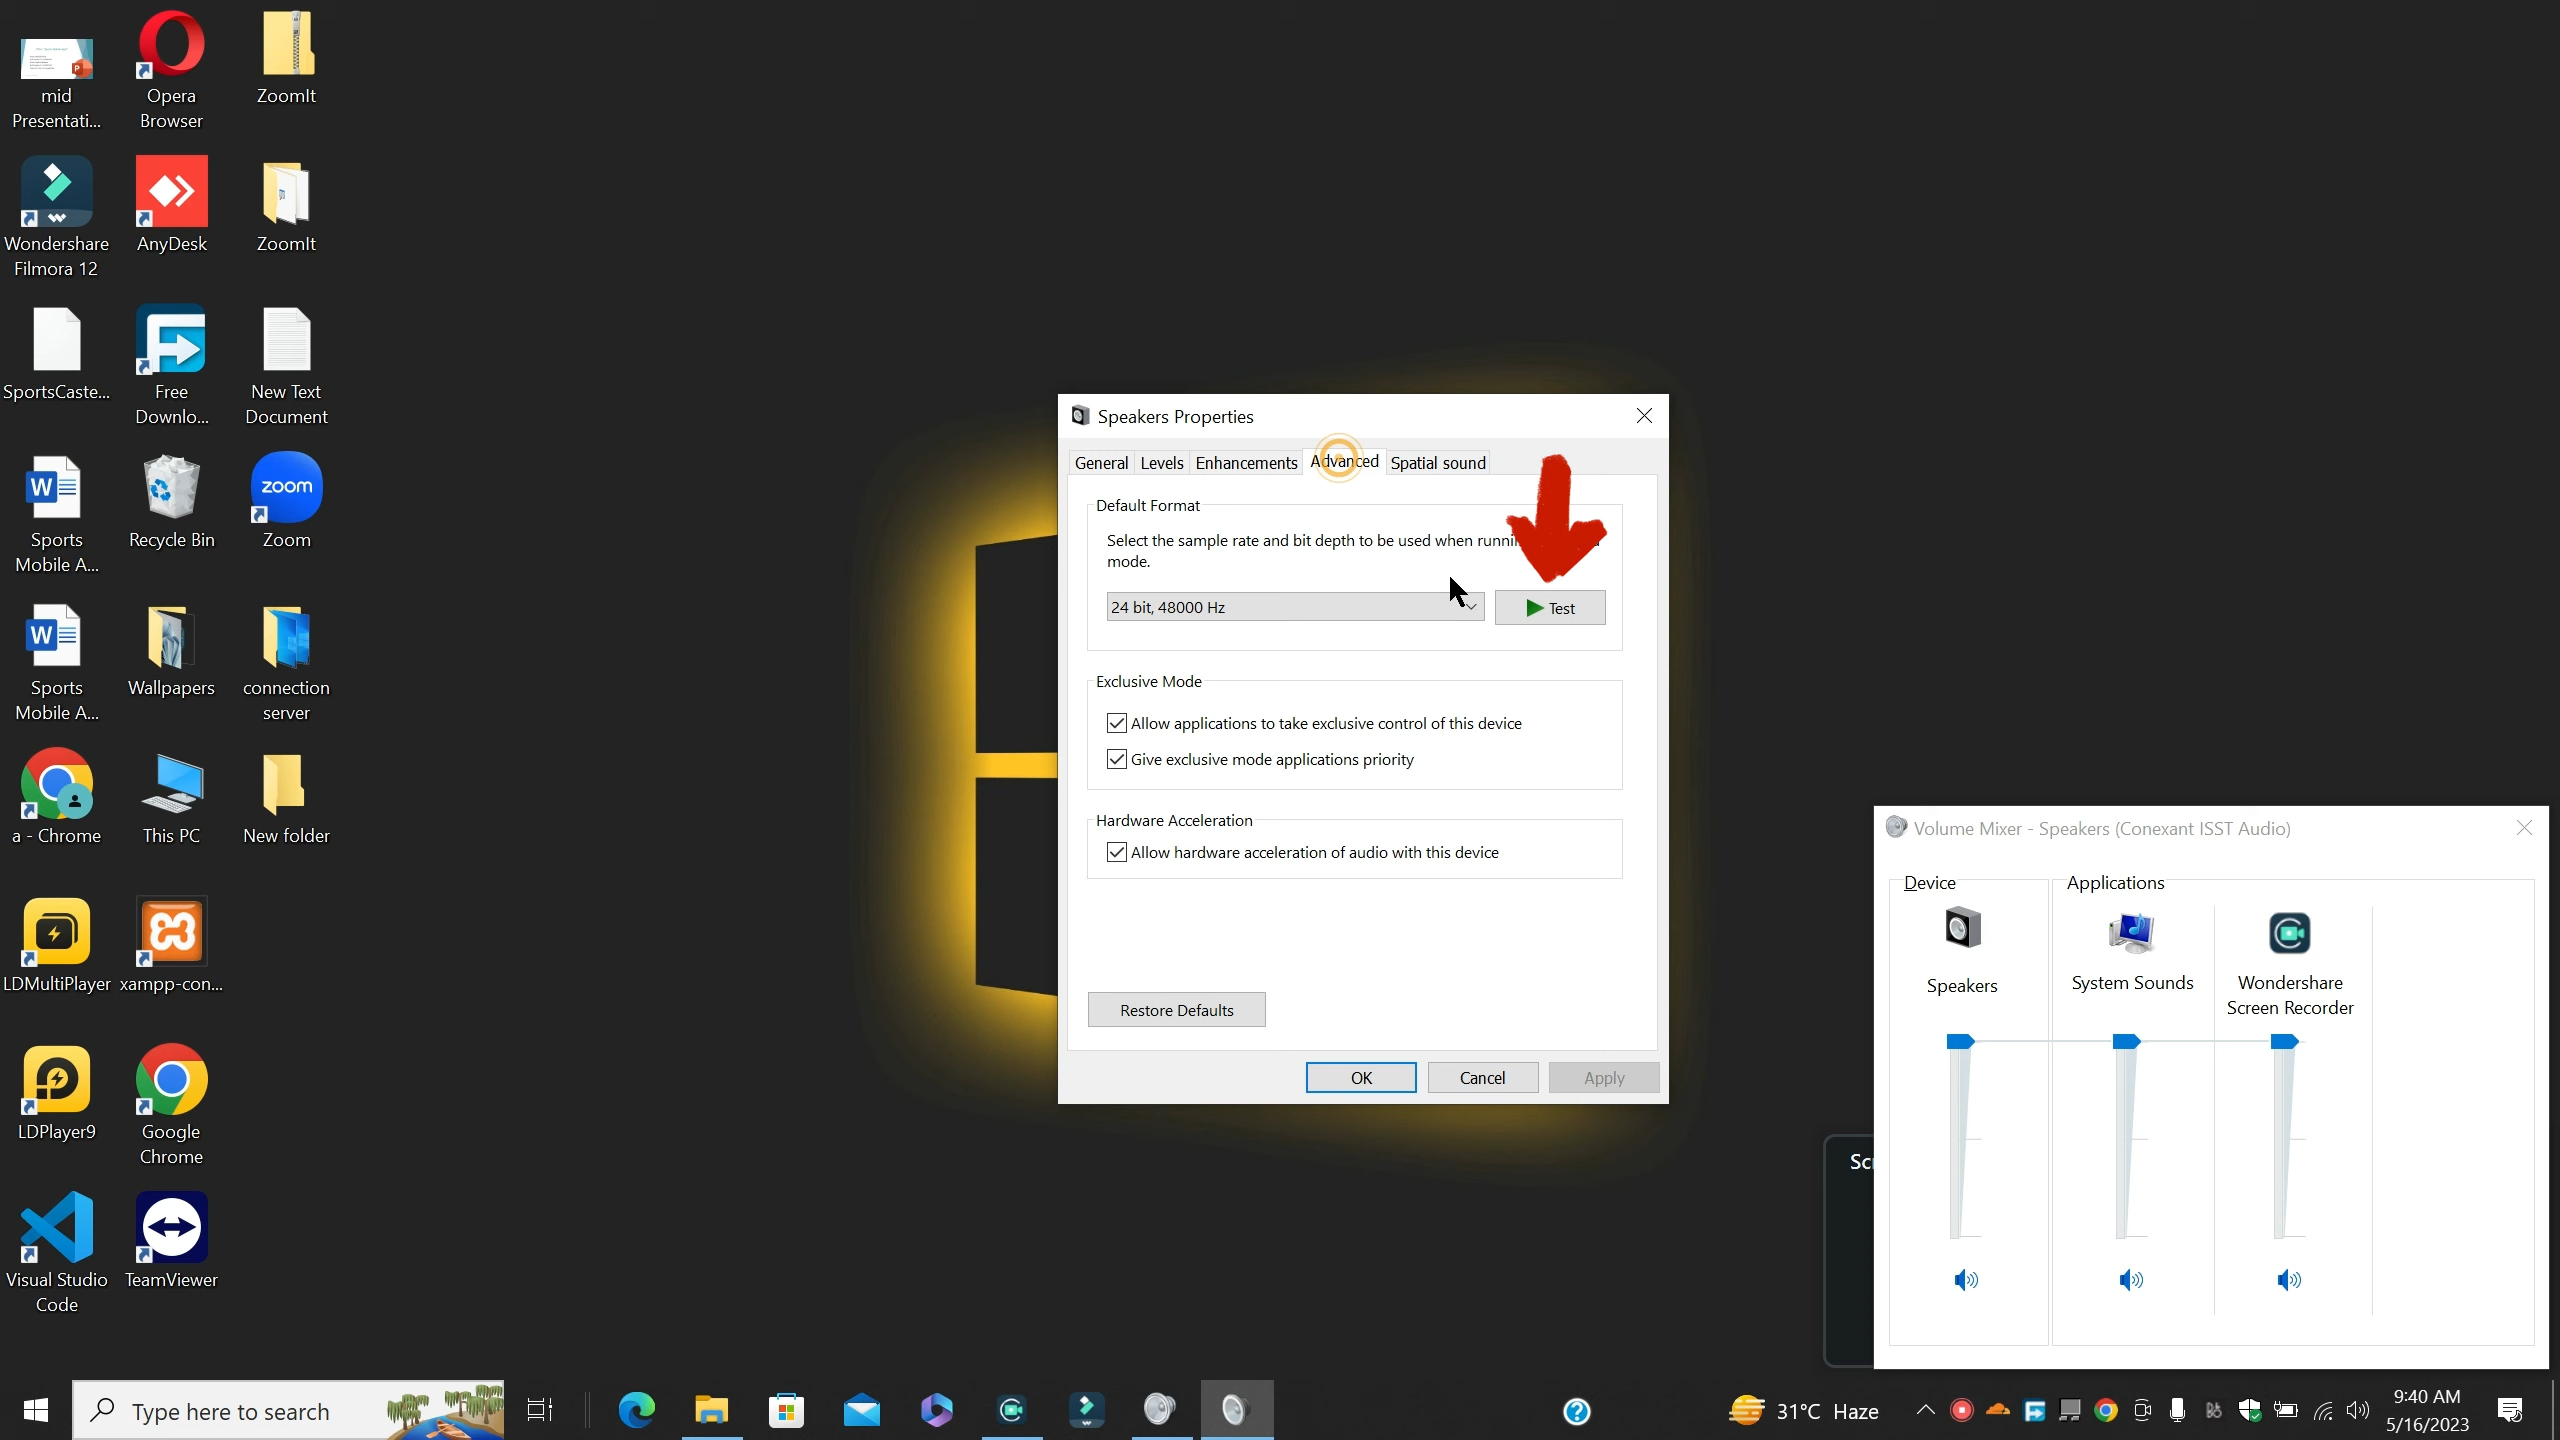 mid
Presentati...
Opera
Browser
ZoomIt
Wondershare
Filmora 12
AnyDesk
ZoomIt
SportsCaste...
Free
Downlo...
New Text
Document
Sports
Mobile A...
Recycle Bin
zoom
Zoom
Sports
Mobile A...
Wallpapers
connection
server
a - Chrome
This PC
New folder
LDMultiPlayer
xampp-con...
LDPlayer9
Google
Chrome
Visual Studio
Code
TeamViewer
Speakers Properties
General Levels Enhancements Advanced Spatial sound
Default Format
Select the sample rate and bit depth to be used when
mode.
24 bit, 48000 Hz
Test
Exclusive Mode
Allow applications to take exclusive control of this device
Give exclusive mode applications priority
Hardware Acceleration
Allow hardware acceleration of audio with this device
Restore Defaults
OK Cancel Apply
Volume Mixer - Speakers (Conexant ISST Audio)
Device
Applications
Speakers
System Sounds
Wondershare
Screen Recorder
Type here to search
31°C Haze
9:40 AM
5/16/2023